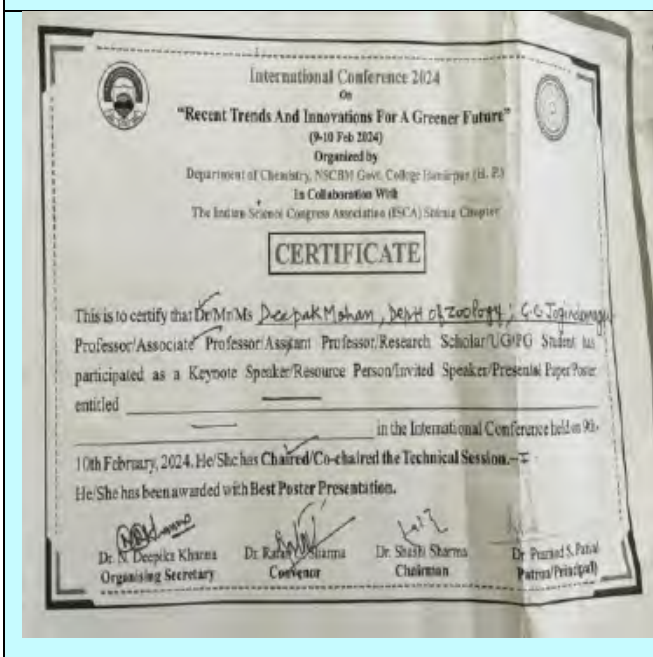 International Conference 2024
On
"Recent Trends And Innovations For A Greener Future"
(9-10 Feb 2024)
Organized by
Department of Chemistry, NSCBM Govt. College Hamirpur (H. P.)
In Collaboration With
The Indian Science Congress Association (ISCA) Shimla Chapter
CERTIFICATE
This is to certify that Dr/Mr/Ms Deepak Mohan, Deptt of Zoology; G.C Jogindernagar
Professor/Associate Professor/Assistant Professor/Research Scholar/UG/PG Student has
participated as a Keynote Speaker/Resource Person/Invited Speaker/Presented Paper/Poster
entitled
in the International Conference held on 9th-
10th February, 2024. He/She has Chaired/Co-chaired the Technical Session.-I
He/She has been awarded with Best Poster Presentation.
Dr. N. Deepika Khanna Dr. Sharma Dr. Shashi Sharma Dr. Pramod S. Patial
Organising Secretary Convenor Chairman Patron/Principal